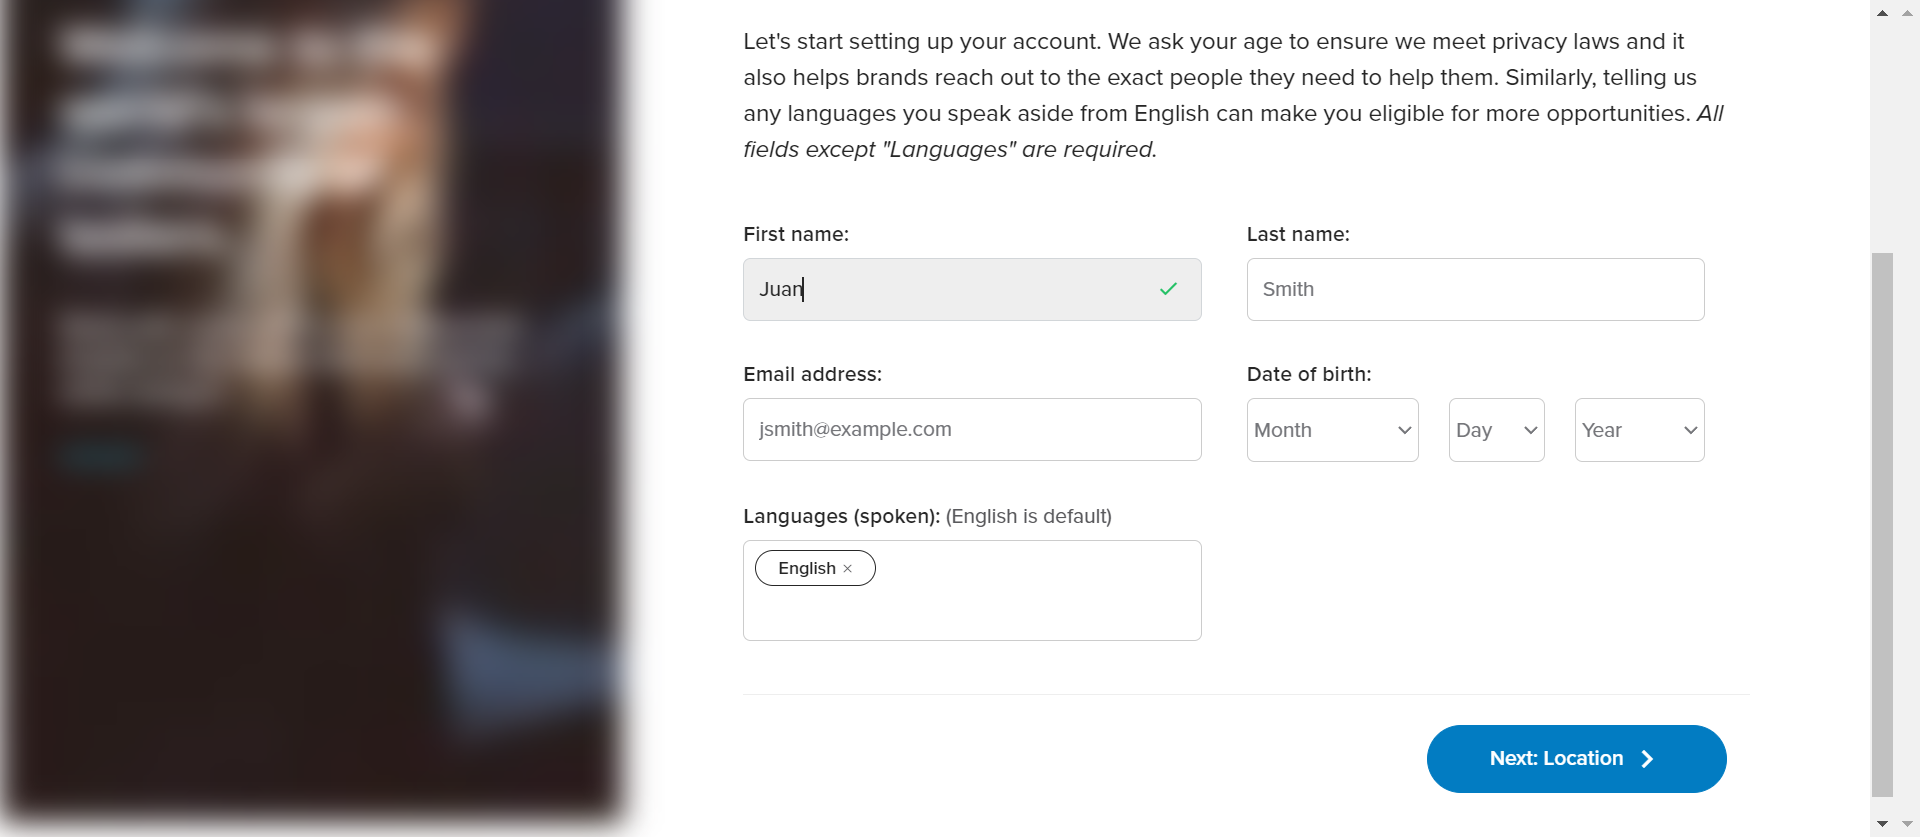 Let's start setting up your account. We ask your age to ensure we meet privacy laws and it
also helps brands reach out to the exact people they need to help them. Similarly, telling us
any languages you speak aside from English can make you eligible for more opportunities. All
fields except "Languages" are required.
First name:
Last name:
Juan
Smith
Email address:
Date of birth:
jsmith@example.com
Month
Day
Year
Languages (spoken): (English is default)
English ×
Next: Location